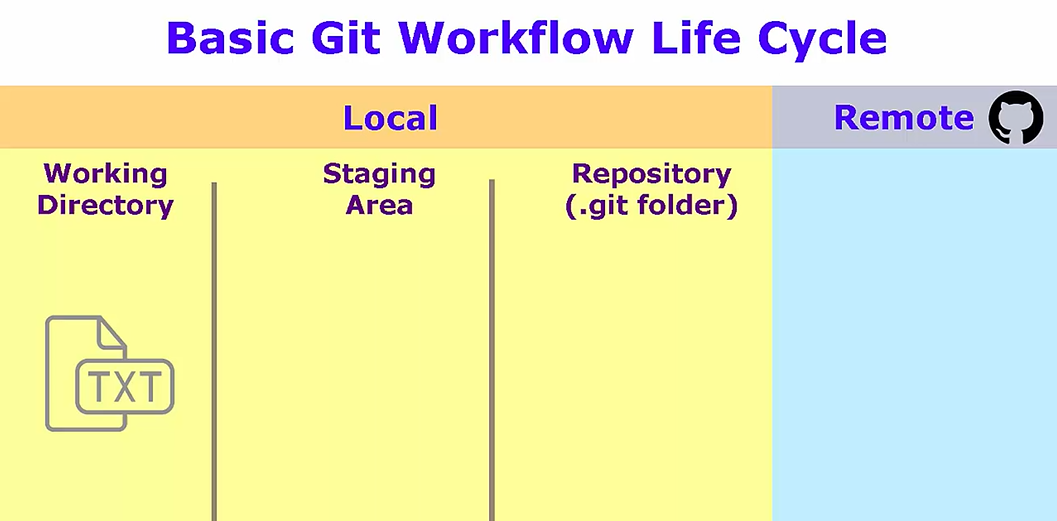 Basic Git Workflow Life Cycle
Local
Remote
Working
Directory
Staging
Area
Repository
(.git folder)
TXT